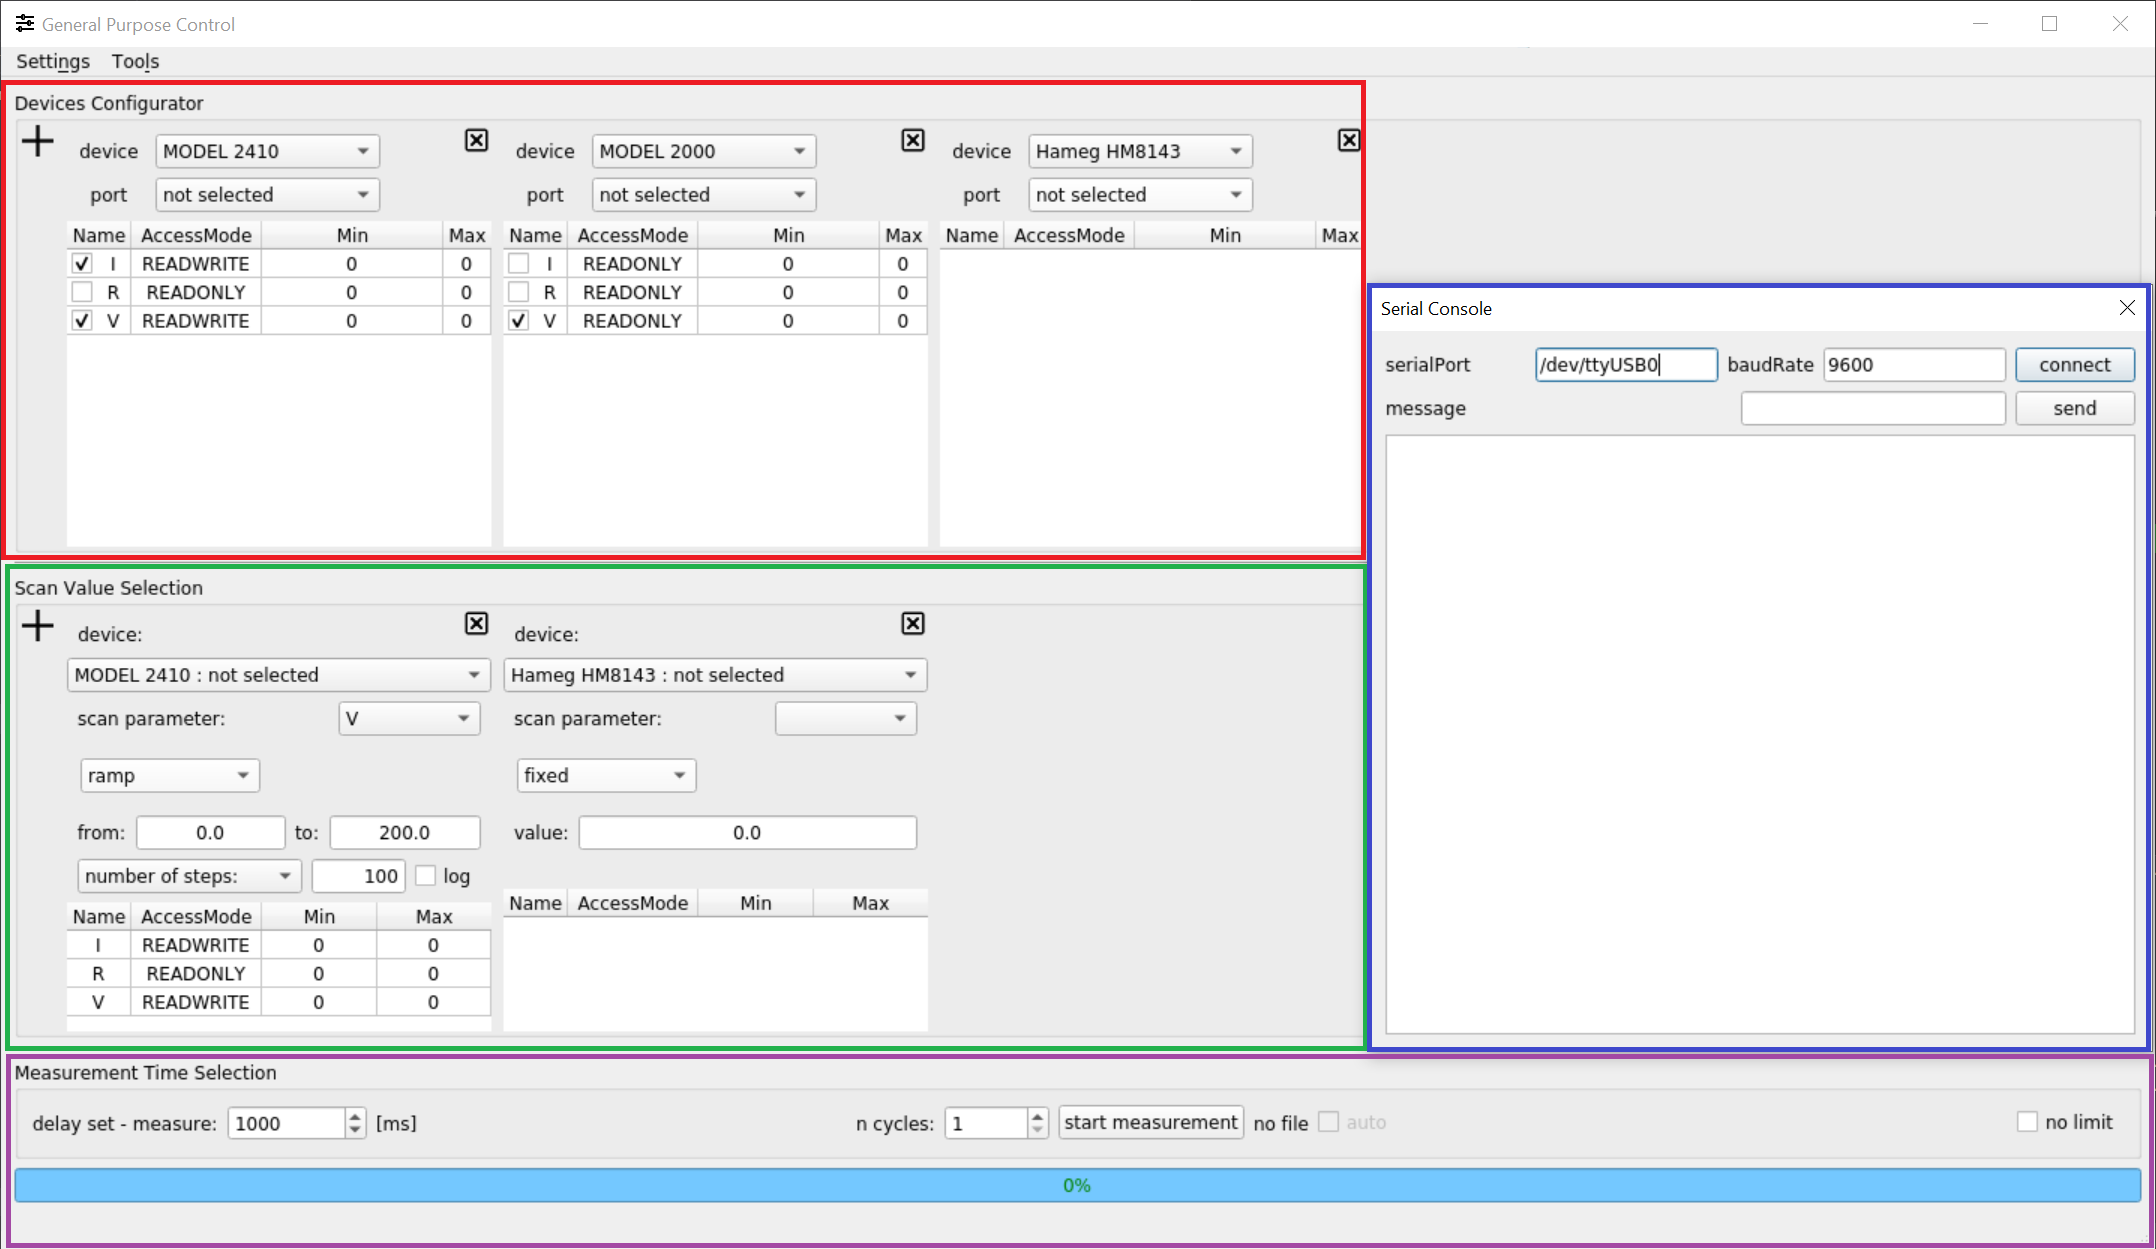 General Purpose Control
Settings Tools
Devices Configurator
device MODEL 2410 device MODEL 2000 device Hameg HM8143
port not selected port not selected port not selected
Name AccessMode Min Max Name AccessMode Min Max Name AccessMode Min Max
I READWRITE 0 0 I READONLY 0 0
R READONLY 0 0 R READONLY 0 0
V READWRITE 0 0 V READONLY 0 0
Serial Console
serialPort /dev/ttyUSB0 baudRate 9600 connect
message send
Scan Value Selection
device: device:
MODEL 2410 : not selected Hameg HM8143 : not selected
scan parameter: V scan parameter:
ramp fixed
from: 0.0 to: 200.0 value: 0.0
number of steps: 100 log
Name AccessMode Min Max Name AccessMode Min Max
I READWRITE 0 0
R READONLY 0 0
V READWRITE 0 0
Measurement Time Selection
delay set - measure: 1000 [ms] n cycles: 1 start measurement no file auto no limit
0%